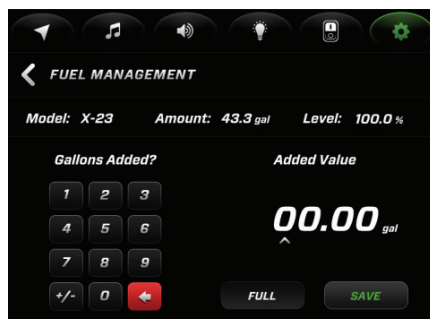 FUEL MANAGEMENT
Model: X-23 Amount: 43.3 gal Level: 100.0 %
Gallons Added? Added Value
1 2 3
00.00 gal
4 5 6
7 8 9
+/- 0 FULL SAVE